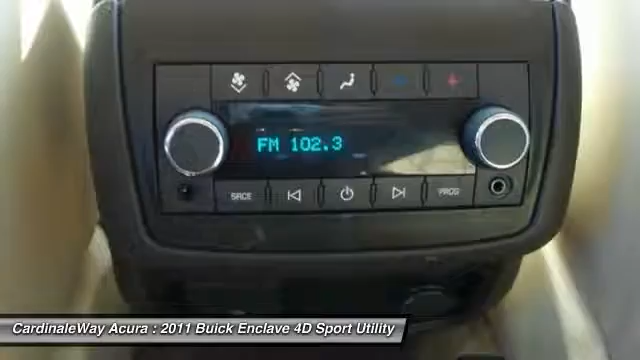 FM 102.3
SRCE PROG
CardinaleWay Acura : 2011 Buick Enclave 4D Sport Utility